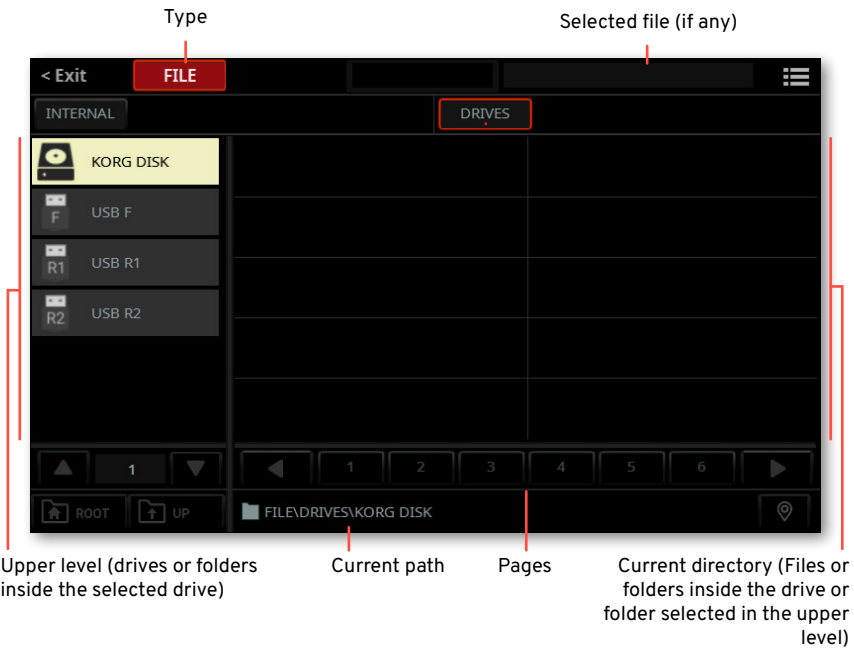 Type
Selected file (if any)
< Exit
FILE
INTERNAL
DRIVES
KORG DISK
F
USB F
R1
USB R1
R2
USB R2
1
1 2 3 4 5 6
ROOT
UP
FILE\DRIVES\KORG DISK
Upper level (drives or folders
inside the selected drive)
Current path
Pages
Current directory (Files or
folders inside the drive or
folder selected in the upper
level)